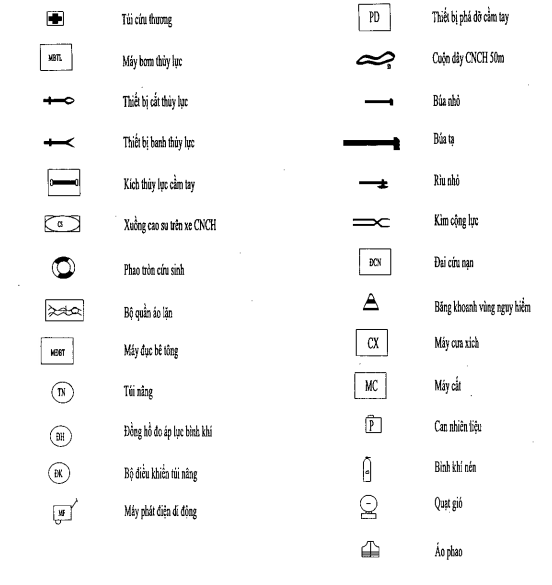 Túi cứu thương
MBTL Máy bơm thủy lực
Thiết bị cắt thủy lực
Thiết bị banh thủy lực
Kích thủy lực cầm tay
CS Xuồng cao su trên xe CNCH
Phao tròn cứu sinh
Bộ quần áo lặn
MĐBT Máy đục bê tông
TN Túi nâng
ĐH Đồng hồ đo áp lực bình khí
ĐK Bộ điều khiển túi nâng
MF Máy phát điện di động
PD Thiết bị phá dỡ cầm tay
Cuộn dây CNCH 50m
Búa nhỏ
Búa tạ
Rìu nhỏ
Kìm cộng lực
ĐCN Đai cứu nạn
Băng khoanh vùng nguy hiểm
CX Máy cưa xích
MC Máy cắt
P Can nhiên tiệu
Bình khí nén
Quạt gió
Áo phao